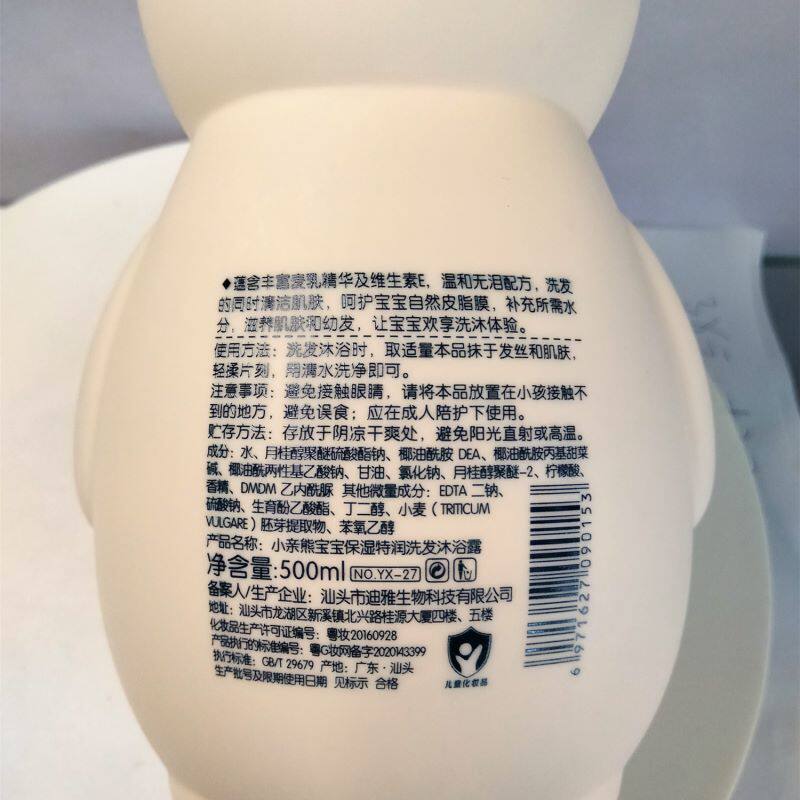 ◆蕴含丰富麦乳精华及维生素E，温和无泪配方，洗发
的同时清洁肌肤，呵护宝宝自然皮脂膜，补充所需水
分，滋养肌肤和幼发，让宝宝欢享洗沐体验。
使用方法：洗发沐浴时，取适量本品抹于发丝和肌肤，
轻柔片刻，用清水洗净即可。
注意事项：避免接触眼睛，请将本品放置在小孩接触不
到的地方，避免误食；应在成人陪护下使用。
贮存方法：存放于阴凉干爽处，避免阳光直射或高温。
成分：水、月桂醇聚醚硫酸酯钠、椰油酰胺 DEA、椰油酰胺丙基甜菜
碱、椰油酰两性基乙酸钠、甘油、氯化钠、月桂醇聚醚-2、柠檬酸、
香精、DMDM 乙内酰脲 其他微量成分：EDTA 二钠、
硫酸钠、生育酚乙酸酯、丁二醇、小麦（TRITICUM
VULGARE）胚芽提取物、苯氧乙醇
产品名称：小亲熊宝宝保湿特润洗发沐浴露
净含量:500ml NO.YX-27
备案人/生产企业：汕头市迪雅生物科技有限公司
地址：汕头市龙湖区新溪镇北兴路桂源大厦四楼、五楼
化妆品生产许可证编号：粤妆20160928
产品执行的标准编号：粤G妆网备字2020143399
执行标准：GB/T 29679 产地：广东·汕头
生产批号及限期使用日期 见标示 合格
儿童化妆品
6971627090153